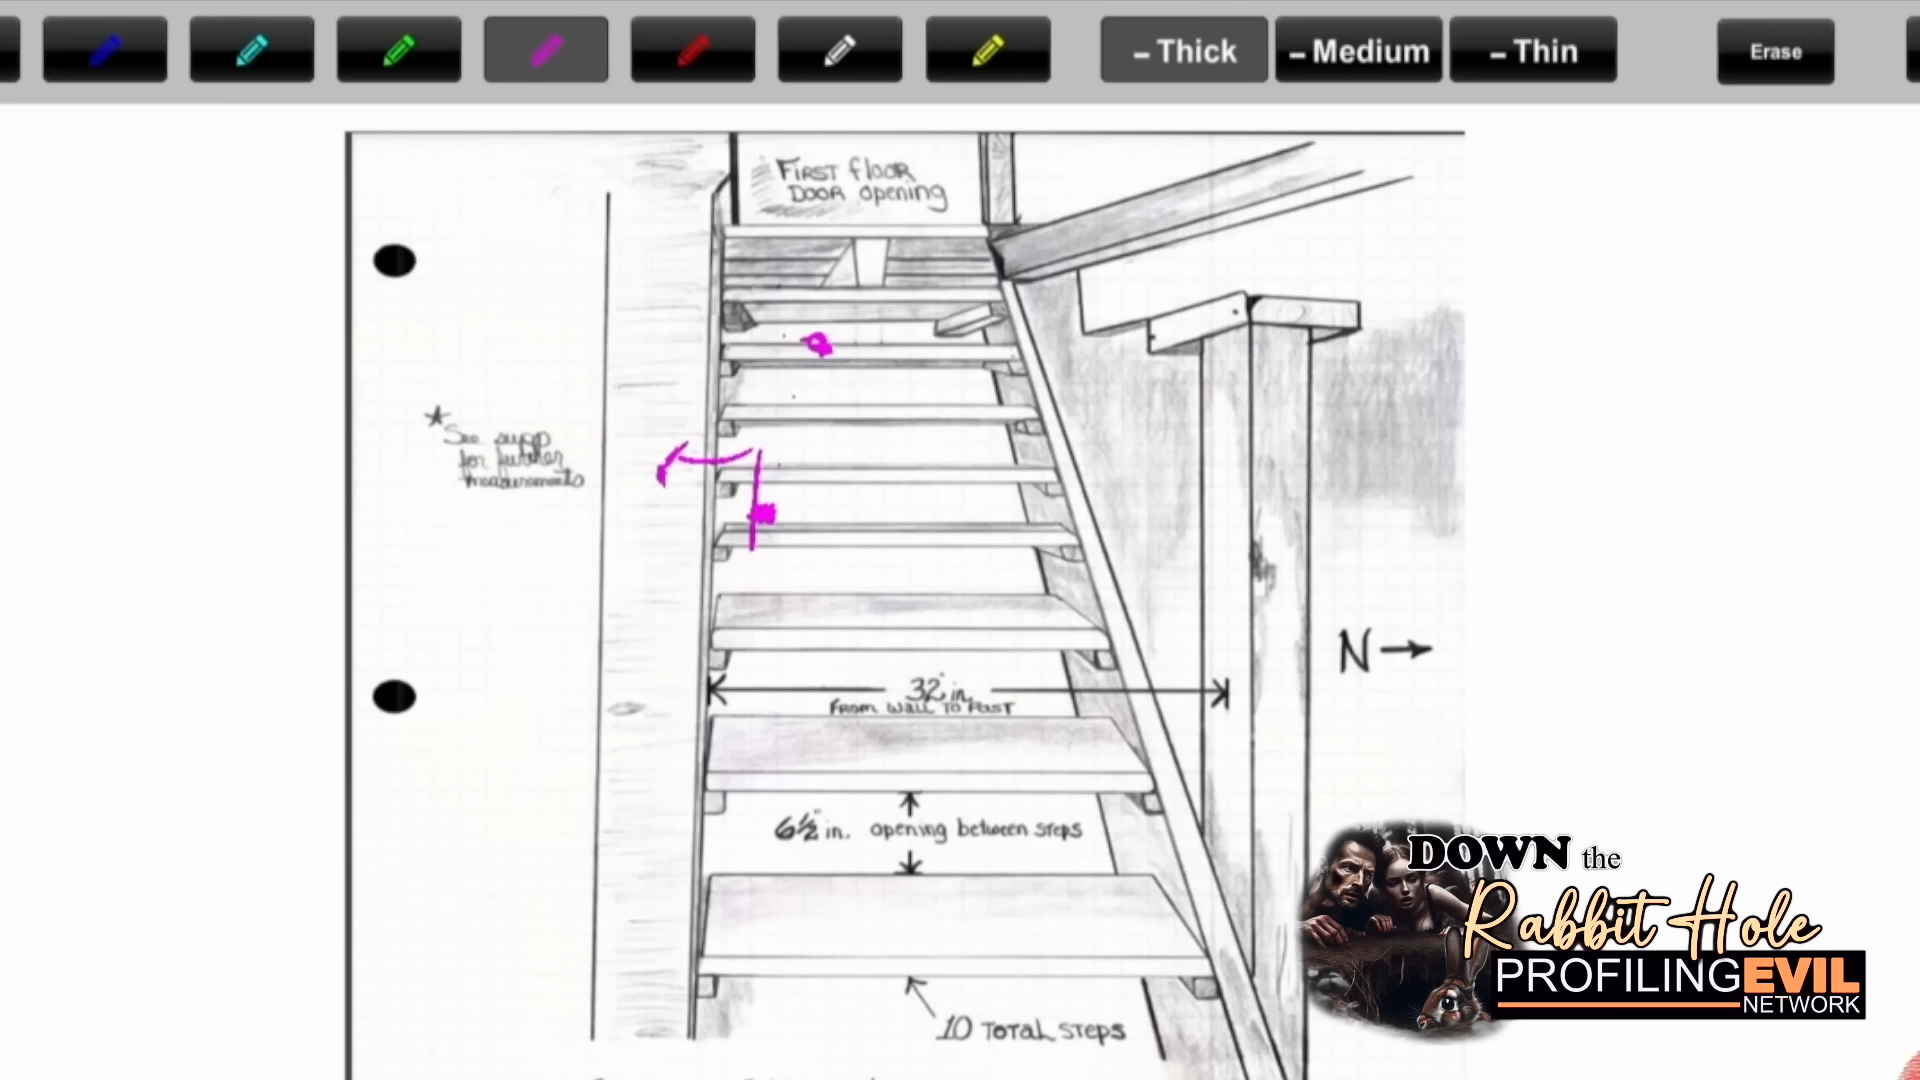 – Thick
– Medium
– Thin
Erase
First floor
Door opening
* See supp
for further
measurements
N →
32" in.
From wall to post
6½" in. opening between steps
10 Total steps
DOWN the
Rabbit Hole
PROFILINGEVIL
NETWORK